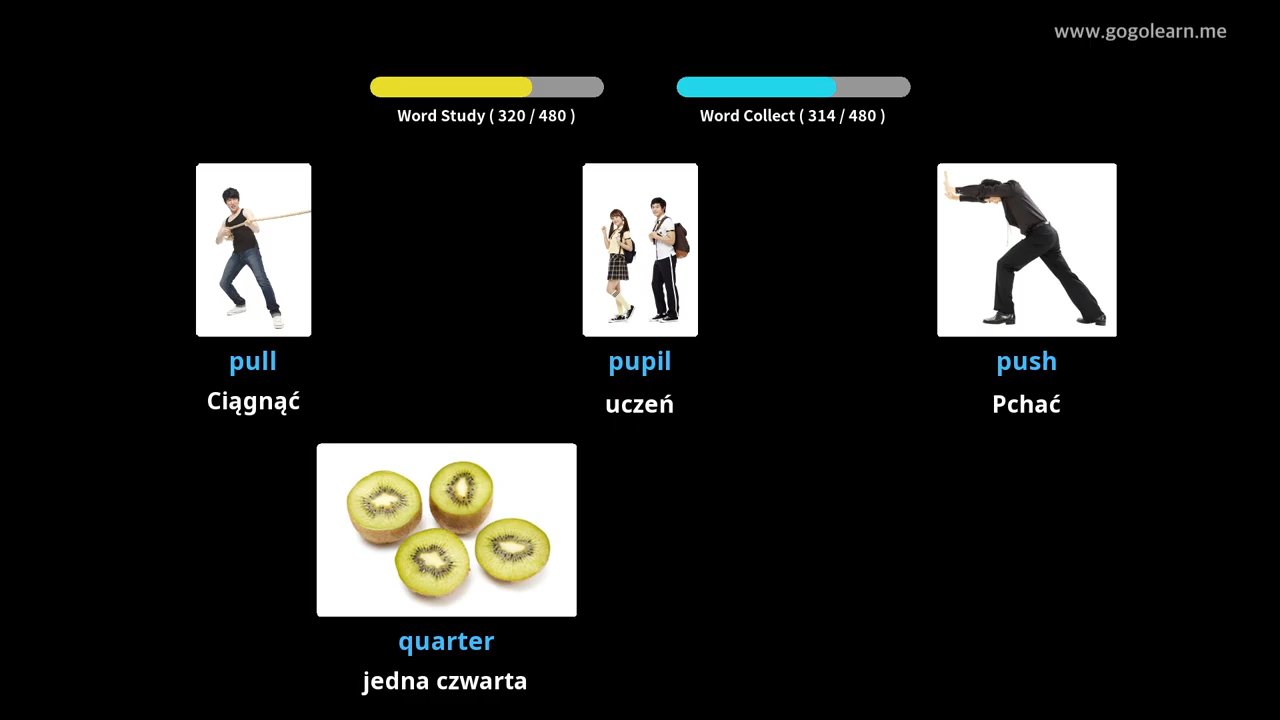 www.gogolearn.me
Word Study ( 320 / 480 )
Word Collect ( 314 / 480 )
pull
Ciągnąć
pupil
uczeń
push
Pchać
quarter
jedna czwarta